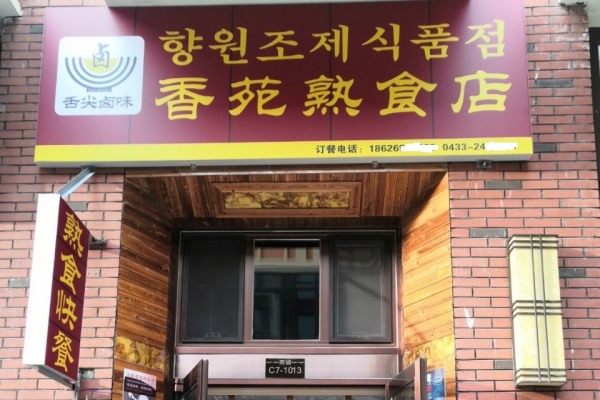 향원조제식품점
卤
舌尖卤味
香苑熟食店
订餐电话：18626 0433-24
熟食快餐
C7-1013